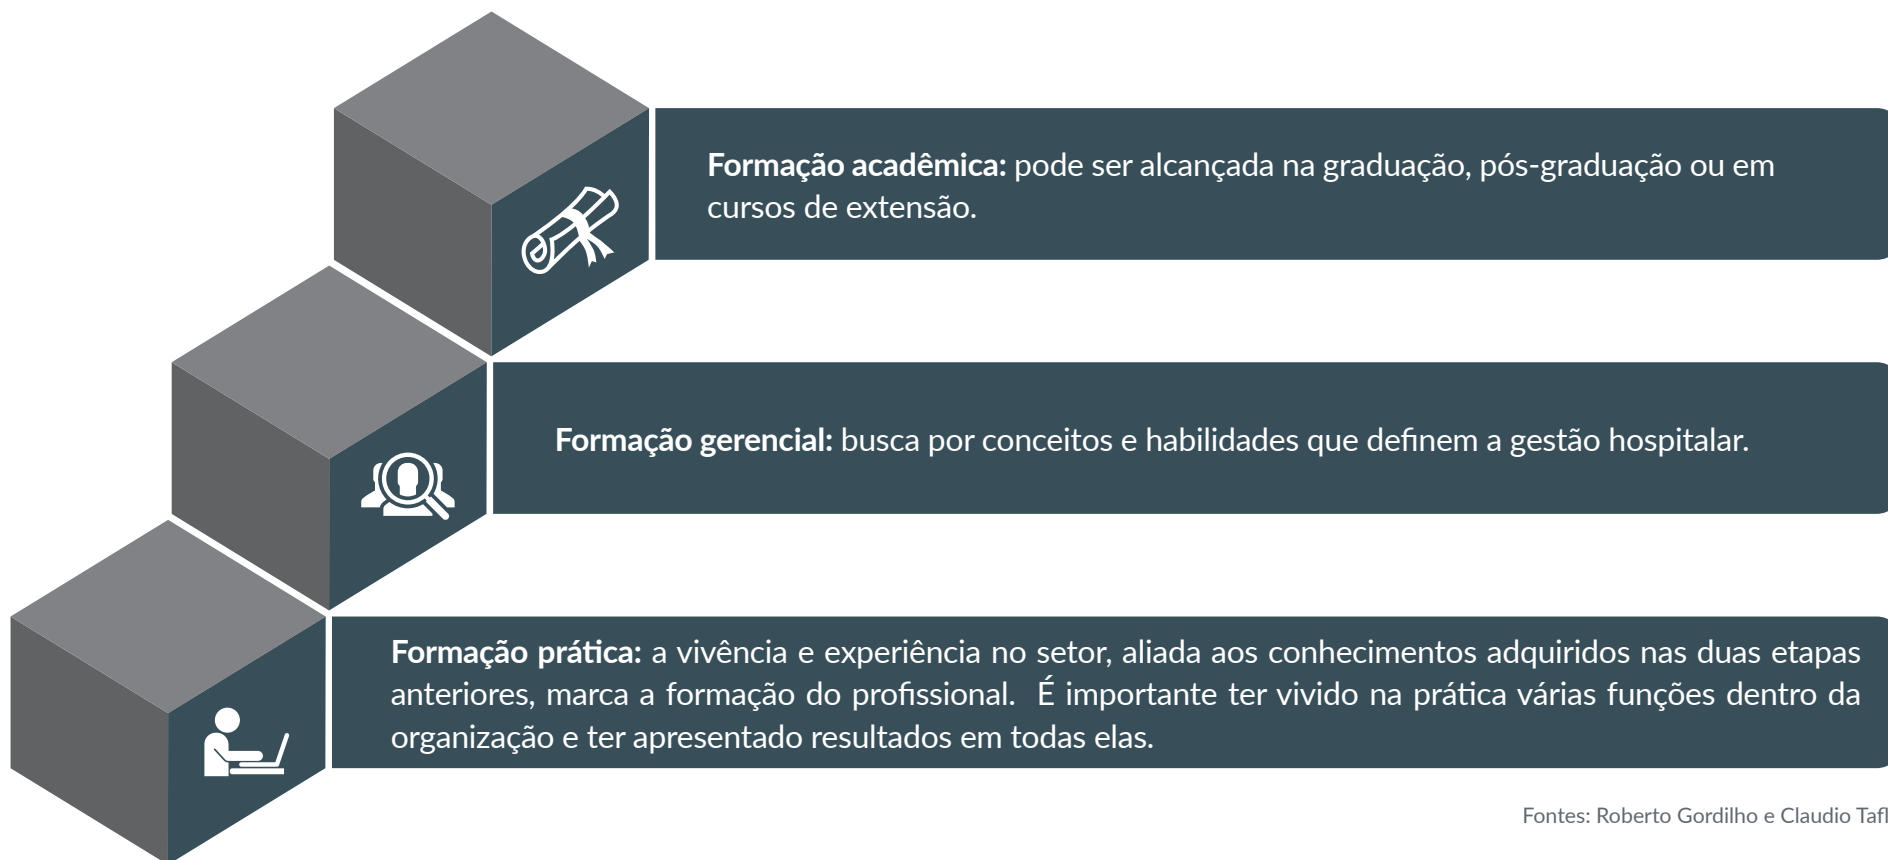 Formação acadêmica: pode ser alcançada na graduação, pós-graduação ou em
cursos de extensão.
Formação gerencial: busca por conceitos e habilidades que definem a gestão hospitalar.
Formação prática: a vivência e experiência no setor, aliada aos conhecimentos adquiridos nas duas etapas
anteriores, marca a formação do profissional.  É importante ter vivido na prática várias funções dentro da
organização e ter apresentado resultados em todas elas.
Fontes: Roberto Gordilho e Claudio